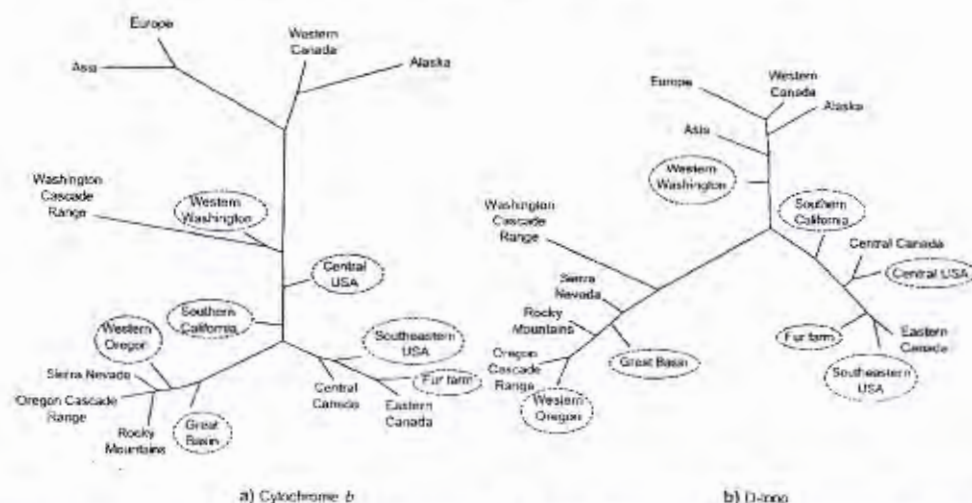 Europe
Asia
Western
Canada
Alaska
Washington
Cascade
Range
Western
Washington
Central
USA
Southern
California
Western
Oregon
Southeastern
USA
Sierra Nevada
Fur farm
Oregon Cascade
Range
Central
Canada
Eastern
Canada
Rocky
Mountains
Great
Basin
a) Cytochrome b
Europe
Western
Canada
Alaska
Asia
Western
Washington
Southern
California
Washington
Cascade
Range
Central Canada
Central USA
Sierra
Nevada
Rocky
Mountains
Fur farm
Eastern
Canada
Great Basin
Oregon
Cascade
Range
Southeastern
USA
Western
Oregon
b) D-loop